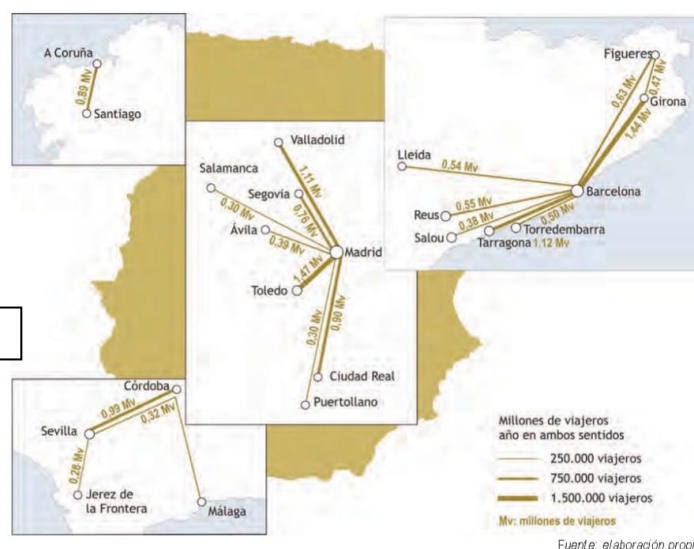 A Coruña
0,89 Mv
Santiago
Valladolid
1,11 Mv
Salamanca
0,30 Mv
Segovia
0,76 Mv
Ávila
0,39 Mv
Madrid
1,47 Mv
Toledo
0,30 Mv
0,90 Mv
Ciudad Real
Puertollano
Figueres
0,63 Mv
0,47 Mv
Girona
1,44 Mv
Lleida
0,54 Mv
Barcelona
Reus
0,55 Mv
Salou
0,38 Mv
0,50 Mv
Torredembarra
Tarragona 1,12 Mv
Córdoba
0,99 Mv
0,32 Mv
Sevilla
0,28 Mv
Jerez de
la Frontera
Málaga
Millones de viajeros
año en ambos sentidos
250.000 viajeros
750.000 viajeros
1.500.000 viajeros
Mv: millones de viajeros
Fuente: elaboración propi